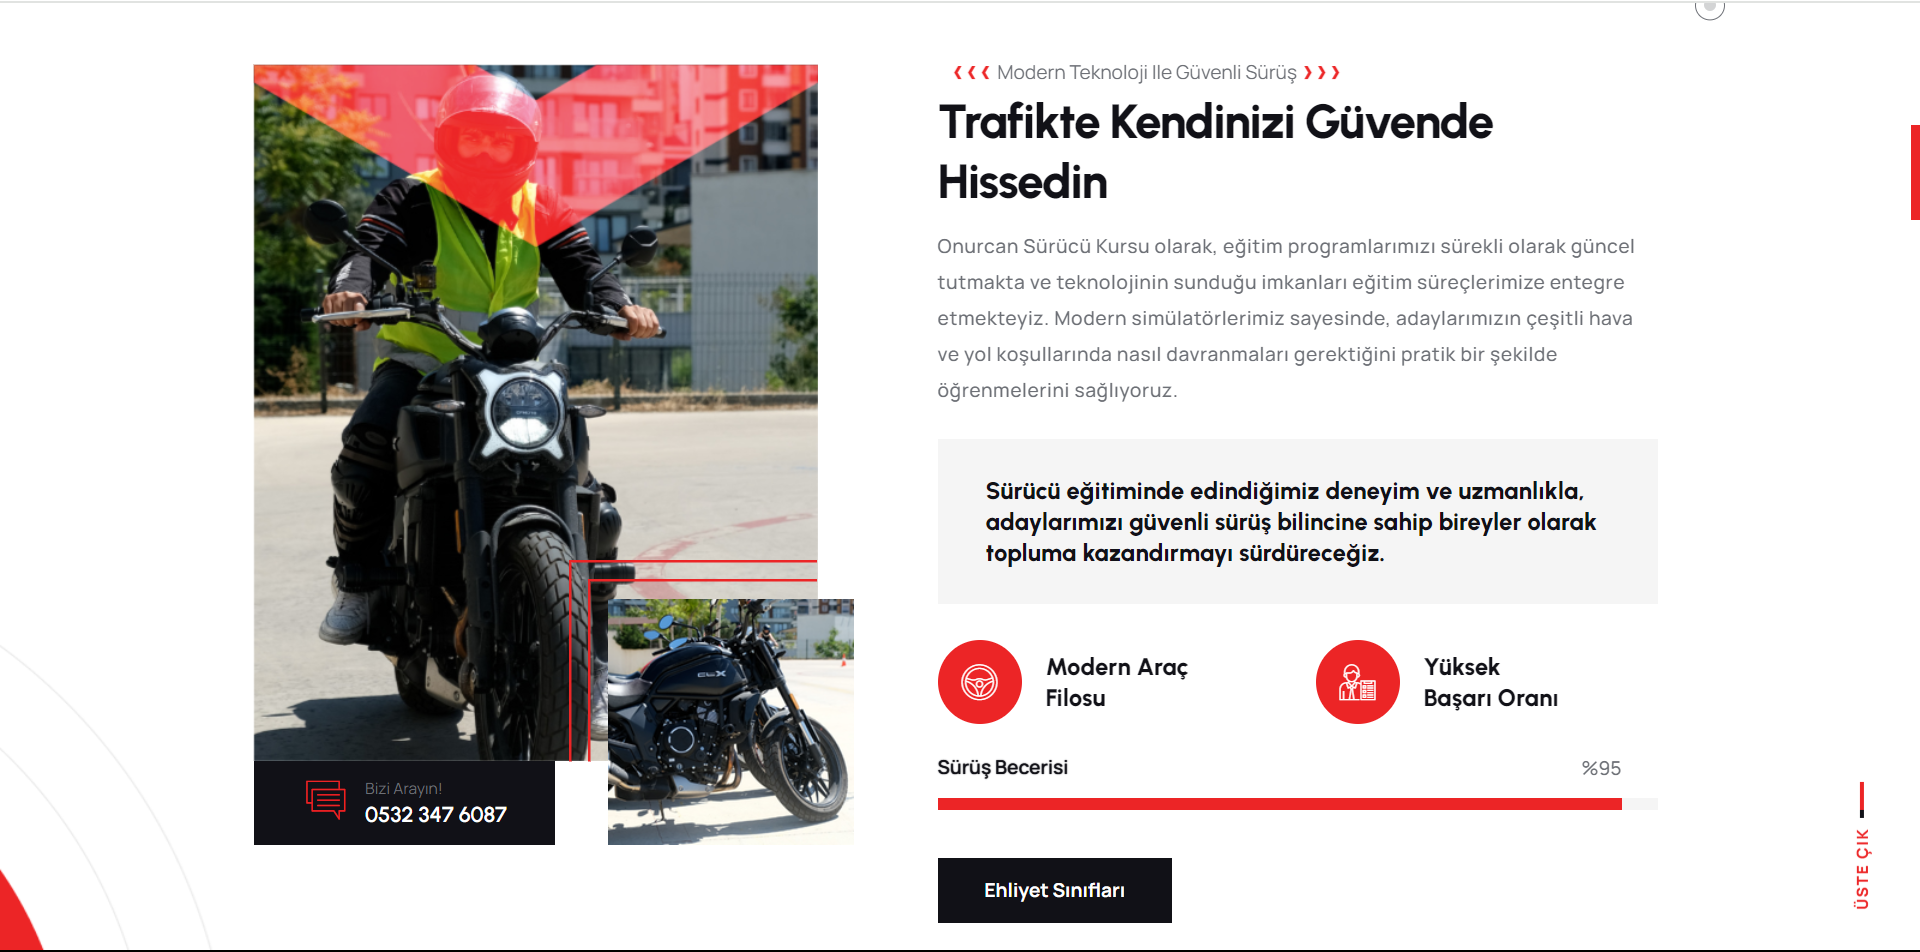 Modern Teknoloji Ile Güvenli Sürüş
Trafikte Kendinizi Güvende
Hissedin
Onurcan Sürücü Kursu olarak, eğitim programlarımızı sürekli olarak güncel
tutmakta ve teknolojinin sunduğu imkanları eğitim süreçlerimize entegre
etmekteyiz. Modern simülatörlerimiz sayesinde, adaylarımızın çeşitli hava
ve yol koşullarında nasıl davranmaları gerektiğini pratik bir şekilde
öğrenmelerini sağlıyoruz.
Sürücü eğitiminde edindiğimiz deneyim ve uzmanlıkla,
adaylarımızı güvenli sürüş bilincine sahip bireyler olarak
topluma kazandırmayı sürdüreceğiz.
Modern Araç
Filosu
Yüksek
Başarı Oranı
Sürüş Becerisi
%95
Ehliyet Sınıfları
Bizi Arayın!
0532 347 6087
ÜSTE ÇIK